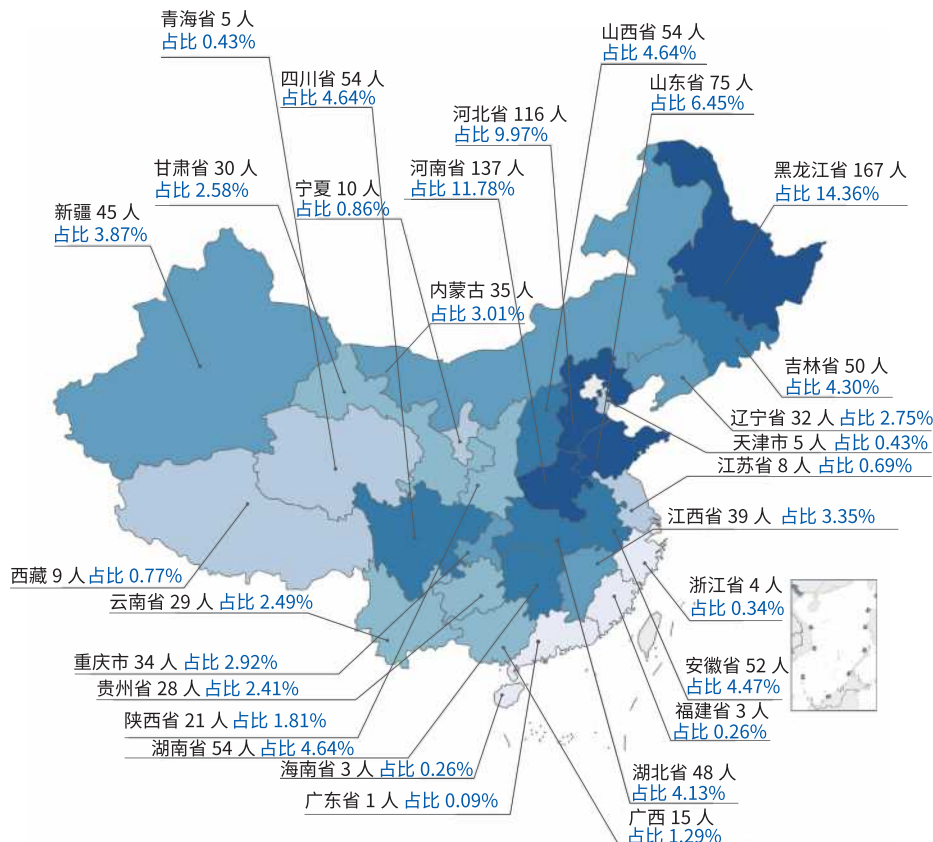 青海省 5 人
占比 0.43%
山西省 54 人
占比 4.64%
四川省 54 人
占比 4.64%
山东省 75 人
占比 6.45%
河北省 116 人
占比 9.97%
甘肃省 30 人
占比 2.58%
宁夏 10 人
占比 0.86%
河南省 137 人
占比 11.78%
黑龙江省 167 人
占比 14.36%
新疆 45 人
占比 3.87%
内蒙古 35 人
占比 3.01%
吉林省 50 人
占比 4.30%
辽宁省 32 人 占比 2.75%
天津市 5 人 占比 0.43%
江苏省 8 人 占比 0.69%
江西省 39 人 占比 3.35%
西藏 9 人 占比 0.77%
云南省 29 人 占比 2.49%
浙江省 4 人
占比 0.34%
重庆市 34 人 占比 2.92%
贵州省 28 人 占比 2.41%
安徽省 52 人
占比 4.47%
陕西省 21 人 占比 1.81%
福建省 3 人
占比 0.26%
湖南省 54 人 占比 4.64%
海南省 3 人 占比 0.26%
湖北省 48 人
占比 4.13%
广东省 1 人 占比 0.09%
广西 15 人
占比 1.29%